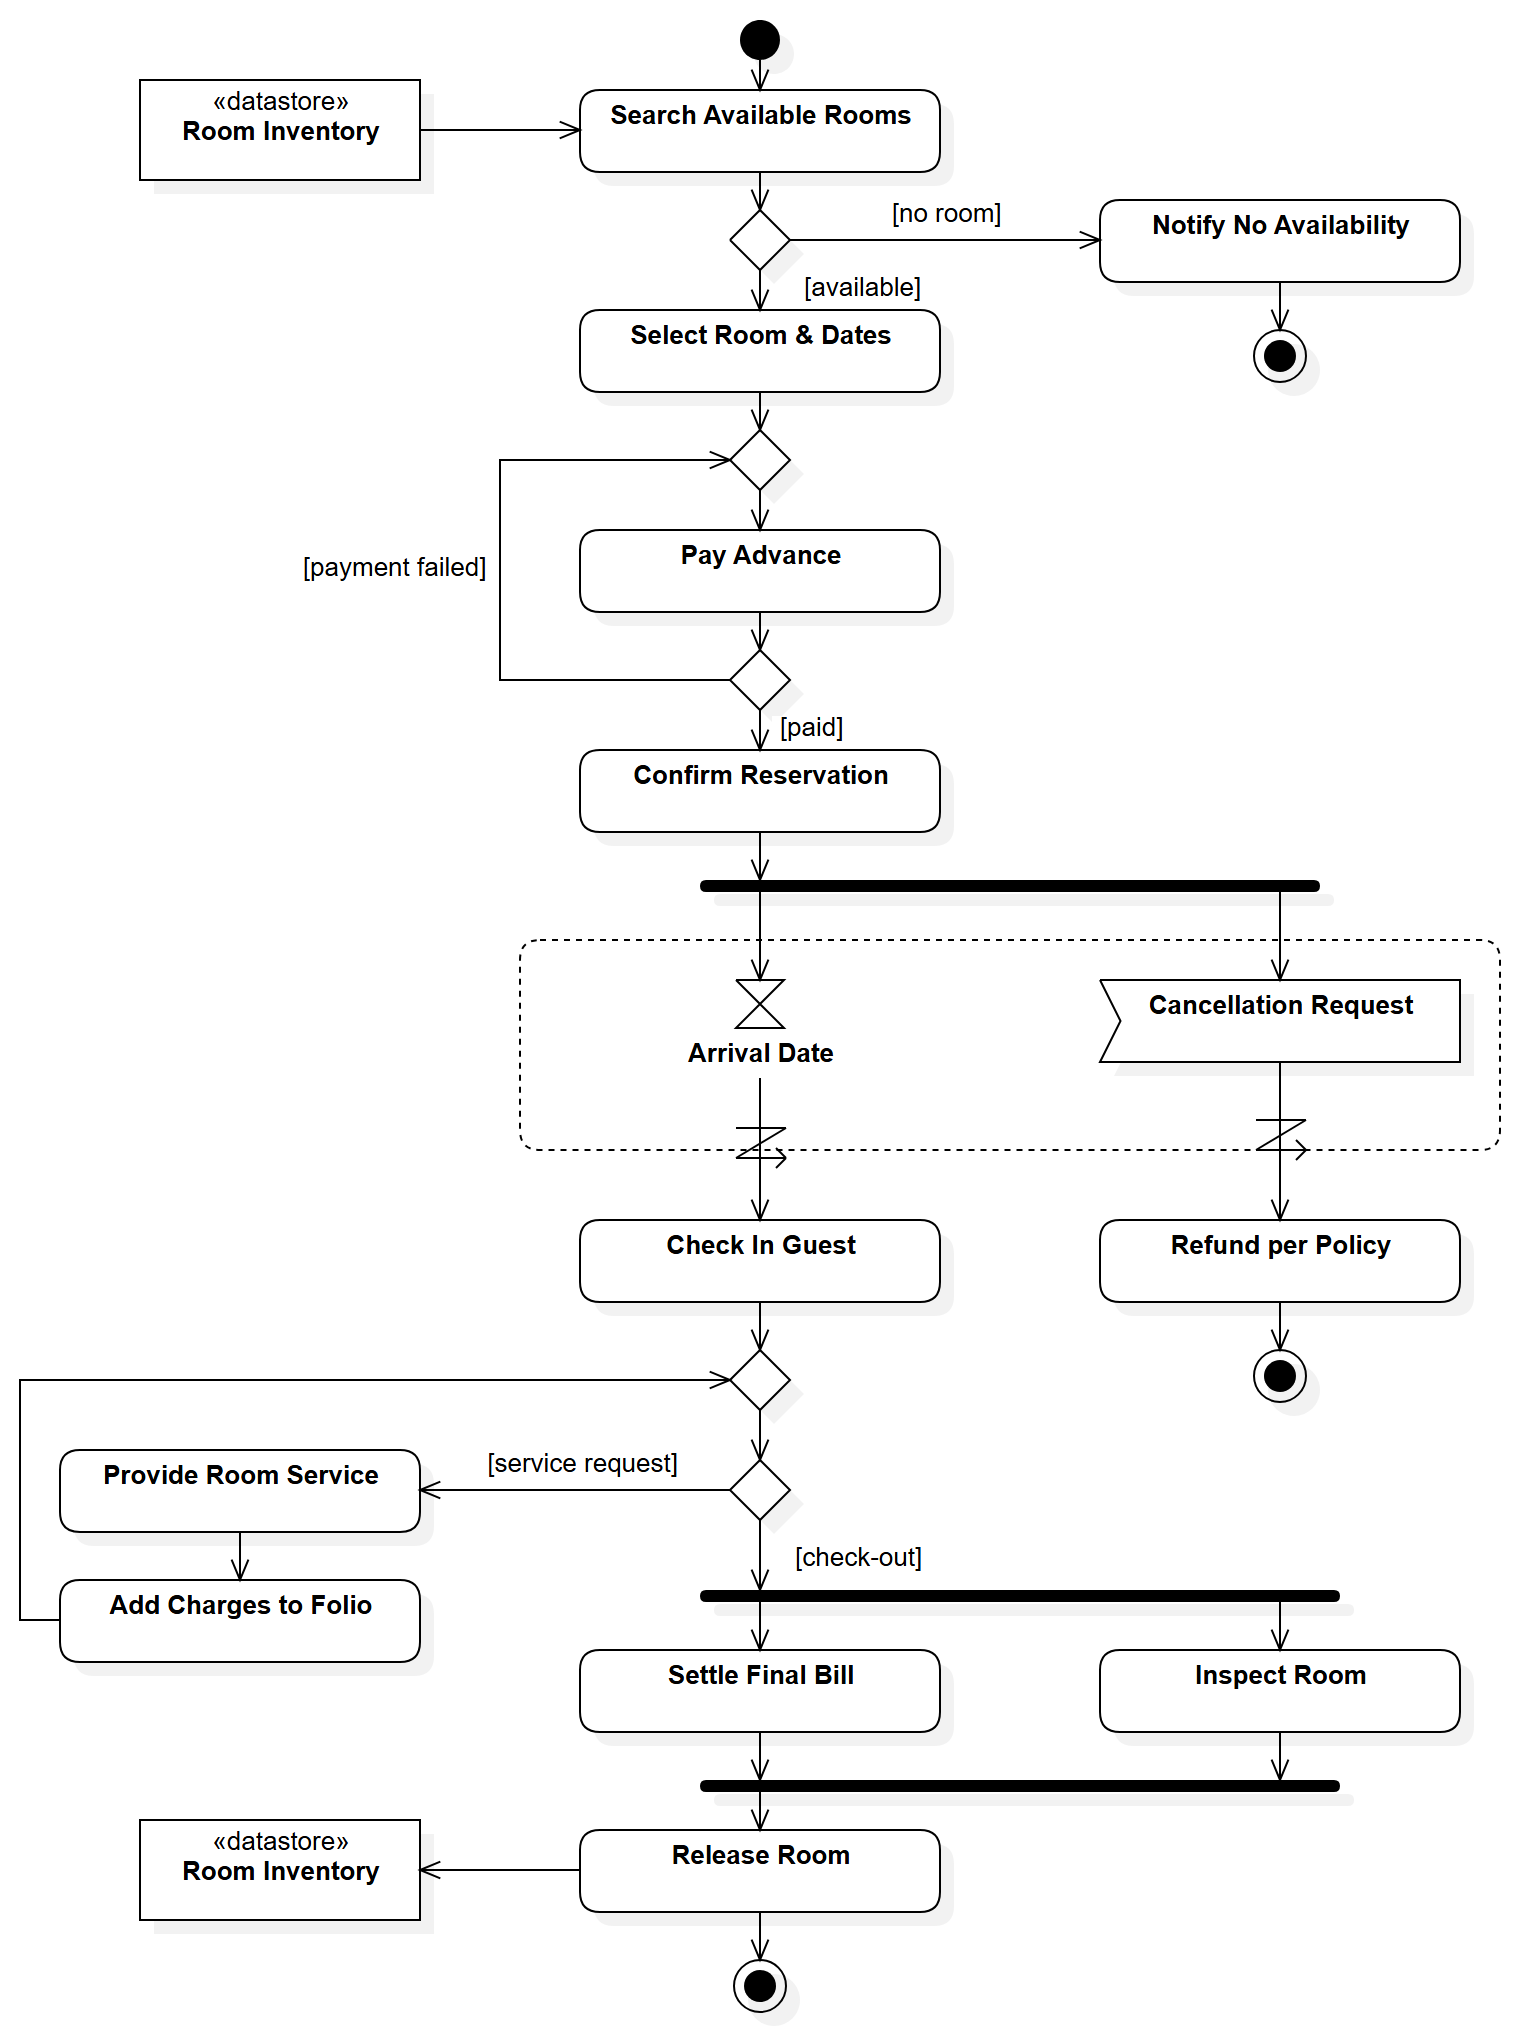 «datastore»
Room Inventory
Search Available Rooms
[no room]
Notify No Availability
[available]
Select Room & Dates
[payment failed]
Pay Advance
[paid]
Confirm Reservation
Arrival Date
Cancellation Request
Check In Guest
Refund per Policy
[service request]
Provide Room Service
[check-out]
Add Charges to Folio
Settle Final Bill
Inspect Room
«datastore»
Room Inventory
Release Room